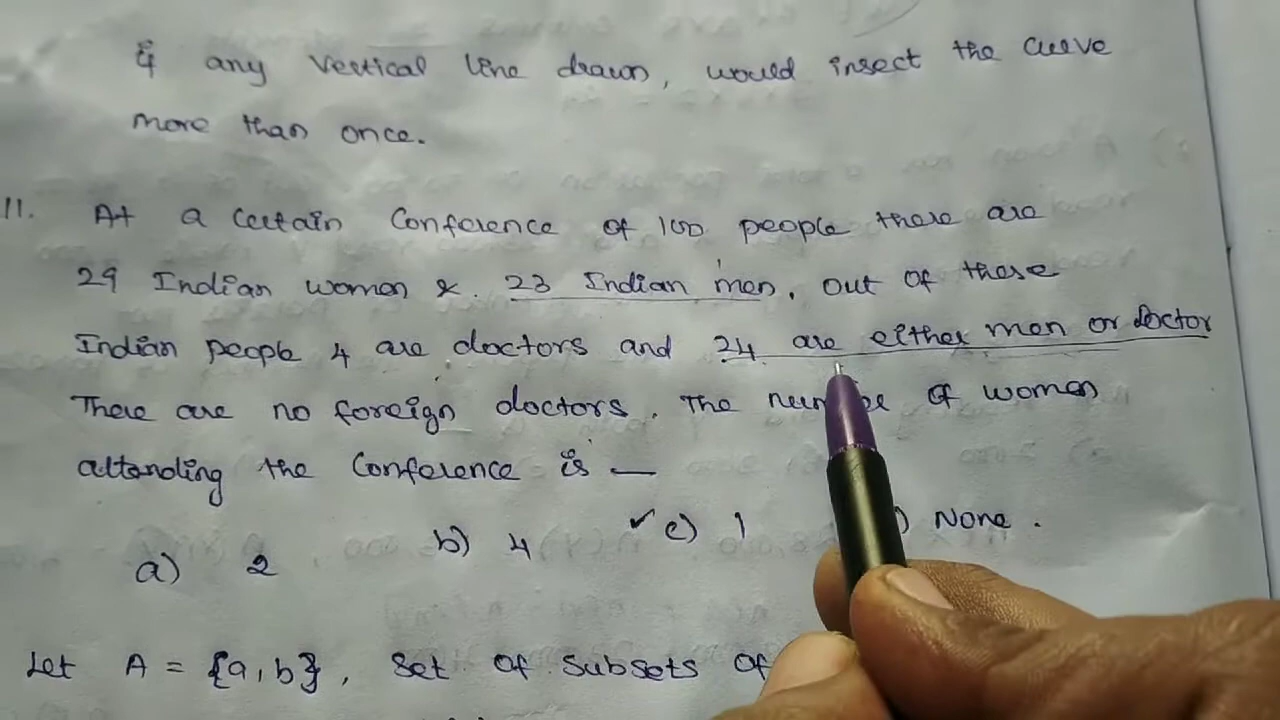 if any vertical line drawn, would insect the curve
more than once.
11. At a certain Conference of 100 people there are
29 Indian women & 23 Indian men. out of these
Indian people 4 are doctors and 24 are either men or doctor
There are no foreign doctors. The number of women
attending the Conference is —
a) 2 b) 4 ✓c) 1 ) None.
Let A = {a, b}, Set of Subsets of